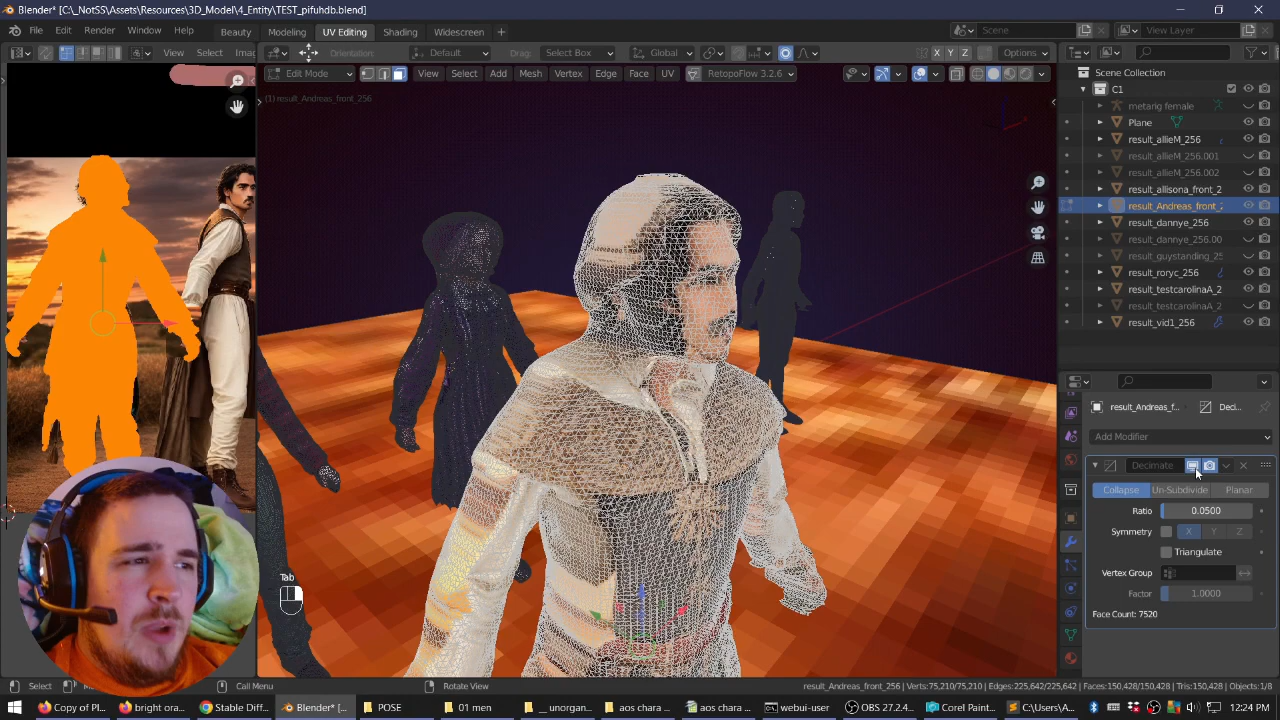 Blender* [C:\_NotSS\Assets\Resources\3D_Model\4_Entity\TEST_pifuhdb.blend]
File Edit Render Window Help Beauty Modeling UV Editing Shading Widescreen + Scene View Layer
View Select Imag Orientation: Default Drag: Select Box Global X Y Z Options
Edit Mode View Select Add Mesh Vertex Edge Face UV RetopoFlow 3.2.6
(1) result_Andreas_front_256
Scene Collection
C1
metarig female
Plane
result_allieM_256
result_allieM_256.001
result_allieM_256.002
result_allisona_front_2
result_Andreas_front_2
result_dannye_256
result_dannye_256.00
result_guystanding_25
result_roryc_256
result_testcarolinaA_2
result_testcarolinaA_2
result_vid1_256
result_Andreas_f... Deci...
Add Modifier
Decimate
Collapse Un-Subdivide Planar
Ratio 0.0500
Symmetry X Y Z
Triangulate
Vertex Group
Factor 1.0000
Face Count: 7520
Tab
Select Call Menu Rotate View result_Andreas_front_256 | Verts:75,210/75,210 | Edges:225,642/225,642 | Faces:150,428/150,428 | Tris:150,428 | Objects:1/8
Copy of Pl... bright ora... Stable Diff... Blender* [... POSE 01 men __ unorgan... aos chara ... aos chara ... webui-user OBS 27.2.4... Corel Paint... C:\Users\... 12:24 PM